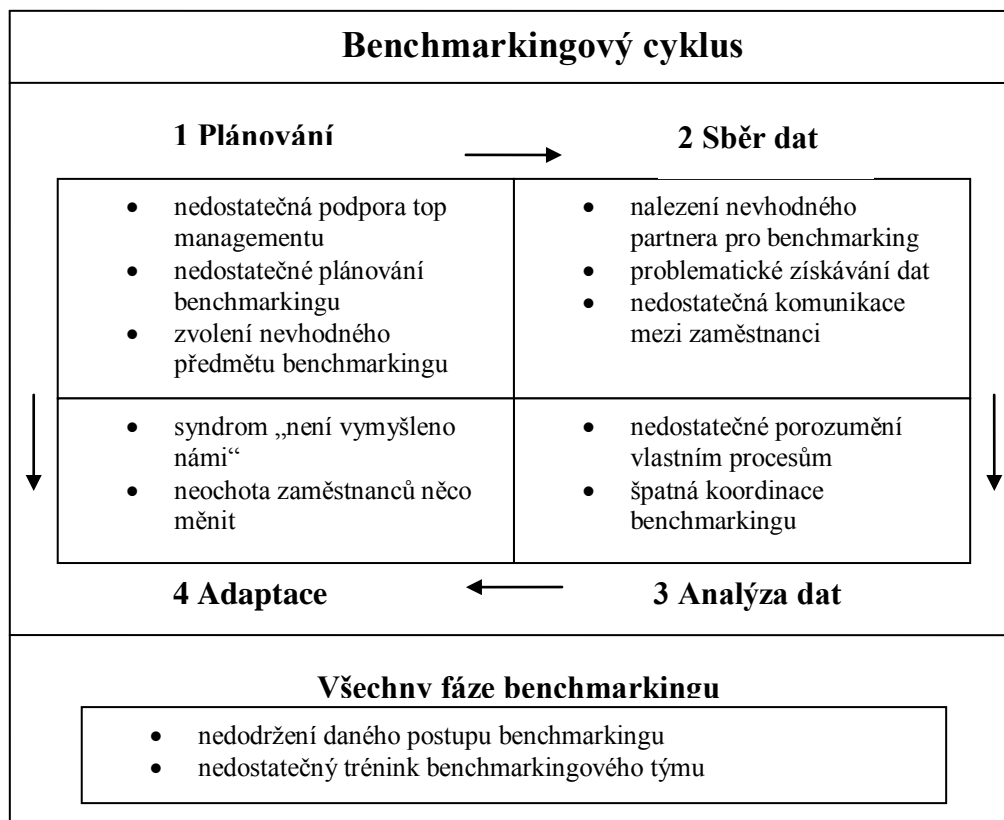 Benchmarkingový cyklus
1 Plánování
2 Sběr dat
• nedostatečná podpora top
managementu
• nedostatečné plánování
benchmarkingu
• zvolení nevhodného
předmětu benchmarkingu
• nalezení nevhodného
partnera pro benchmarking
• problematické získávání dat
• nedostatečná komunikace
mezi zaměstnanci
• syndrom „není vymyšleno
námi“
• neochota zaměstnanců něco
měnit
• nedostatečné porozumění
vlastním procesům
• špatná koordinace
benchmarkingu
4 Adaptace
3 Analýza dat
Všechny fáze benchmarkingu
• nedodržení daného postupu benchmarkingu
• nedostatečný trénink benchmarkingového týmu